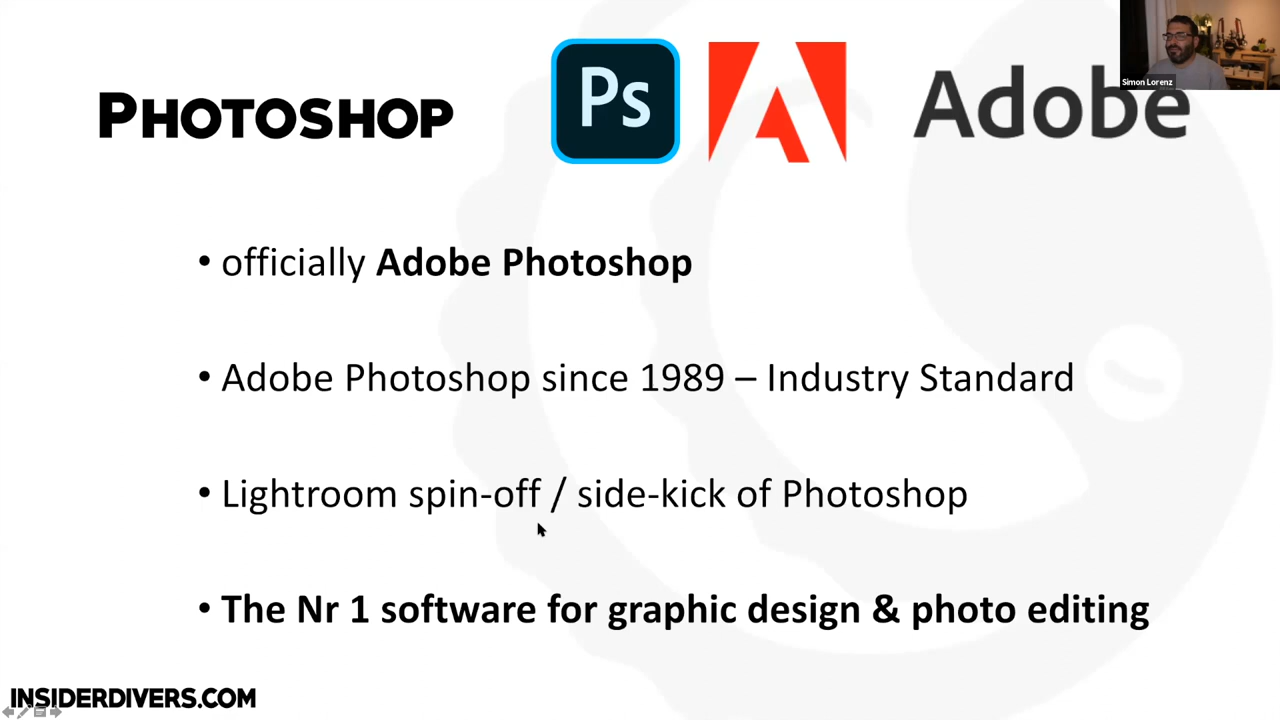 Photoshop
Ps
Adobe
Simon Lorenz
• officially Adobe Photoshop
• Adobe Photoshop since 1989 – Industry Standard
• Lightroom spin-off / side-kick of Photoshop
• The Nr 1 software for graphic design & photo editing
INSIDERDIVERS.COM